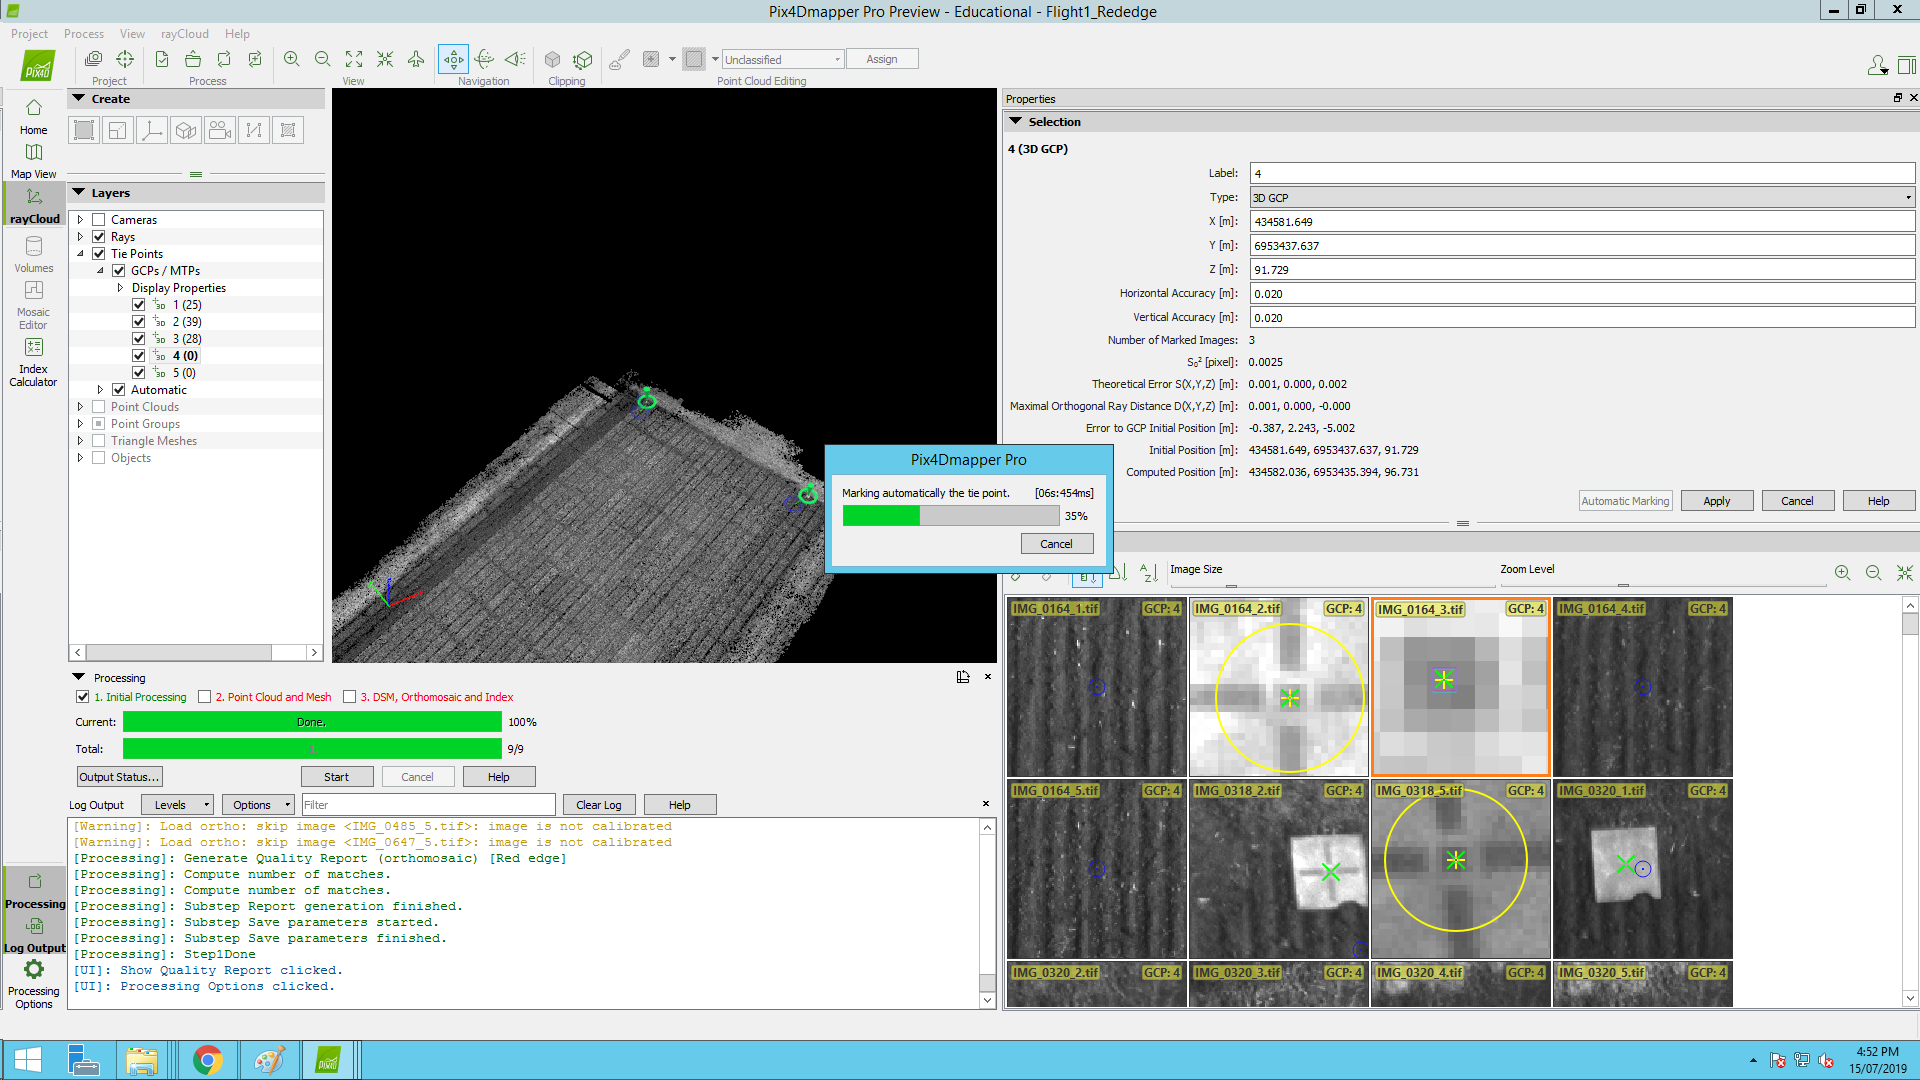 Pix4Dmapper Pro Preview - Educational - Flight1_Rededge
Project Process View rayCloud Help
PIX4D
Unclassified Assign
Project Process View Navigation Clipping Point Cloud Editing
Home
Map View
rayCloud
Volumes
Mosaic Editor
Index Calculator
Processing
Log Output
Processing Options
Create
Layers
Cameras
Rays
Tie Points
GCPs / MTPs
Display Properties
3D 1 (25)
3D 2 (39)
3D 3 (28)
3D 4 (0)
3D 5 (0)
Automatic
Point Clouds
Point Groups
Triangle Meshes
Objects
Properties
Selection
4 (3D GCP)
Label: 4
Type: 3D GCP
X [m]: 434581.649
Y [m]: 6953437.637
Z [m]: 91.729
Horizontal Accuracy [m]: 0.020
Vertical Accuracy [m]: 0.020
Number of Marked Images: 3
S₀² [pixel]: 0.0025
Theoretical Error S(X,Y,Z) [m]: 0.001, 0.000, 0.002
Maximal Orthogonal Ray Distance D(X,Y,Z) [m]: 0.001, 0.000, -0.000
Error to GCP Initial Position [m]: -0.387, 2.243, -5.002
Initial Position [m]: 434581.649, 6953437.637, 91.729
Computed Position [m]: 434582.036, 6953435.394, 96.731
Automatic Marking Apply Cancel Help
Pix4Dmapper Pro
Marking automatically the tie point. [06s:454ms]
35%
Cancel
Image Size Zoom Level
IMG_0164_1.tif GCP: 4 IMG_0164_2.tif GCP: 4 IMG_0164_3.tif GCP: 4 IMG_0164_4.tif GCP: 4
IMG_0164_5.tif GCP: 4 IMG_0318_2.tif GCP: 4 IMG_0318_5.tif GCP: 4 IMG_0320_1.tif GCP: 4
IMG_0320_2.tif GCP: 4 IMG_0320_3.tif GCP: 4 IMG_0320_4.tif GCP: 4 IMG_0320_5.tif GCP: 4
Processing
1. Initial Processing 2. Point Cloud and Mesh 3. DSM, Orthomosaic and Index
Current: Done. 100%
Total: 9/9
Output Status... Start Cancel Help
Log Output Levels Options Filter Clear Log Help
[Warning]: Load ortho: skip image <IMG_0485_5.tif>: image is not calibrated
[Warning]: Load ortho: skip image <IMG_0647_5.tif>: image is not calibrated
[Processing]: Generate Quality Report (orthomosaic) [Red edge]
[Processing]: Compute number of matches.
[Processing]: Compute number of matches.
[Processing]: Substep Report generation finished.
[Processing]: Substep Save parameters started.
[Processing]: Substep Save parameters finished.
[Processing]: Step1Done
[UI]: Show Quality Report clicked.
[UI]: Processing Options clicked.
4:52 PM
15/07/2019